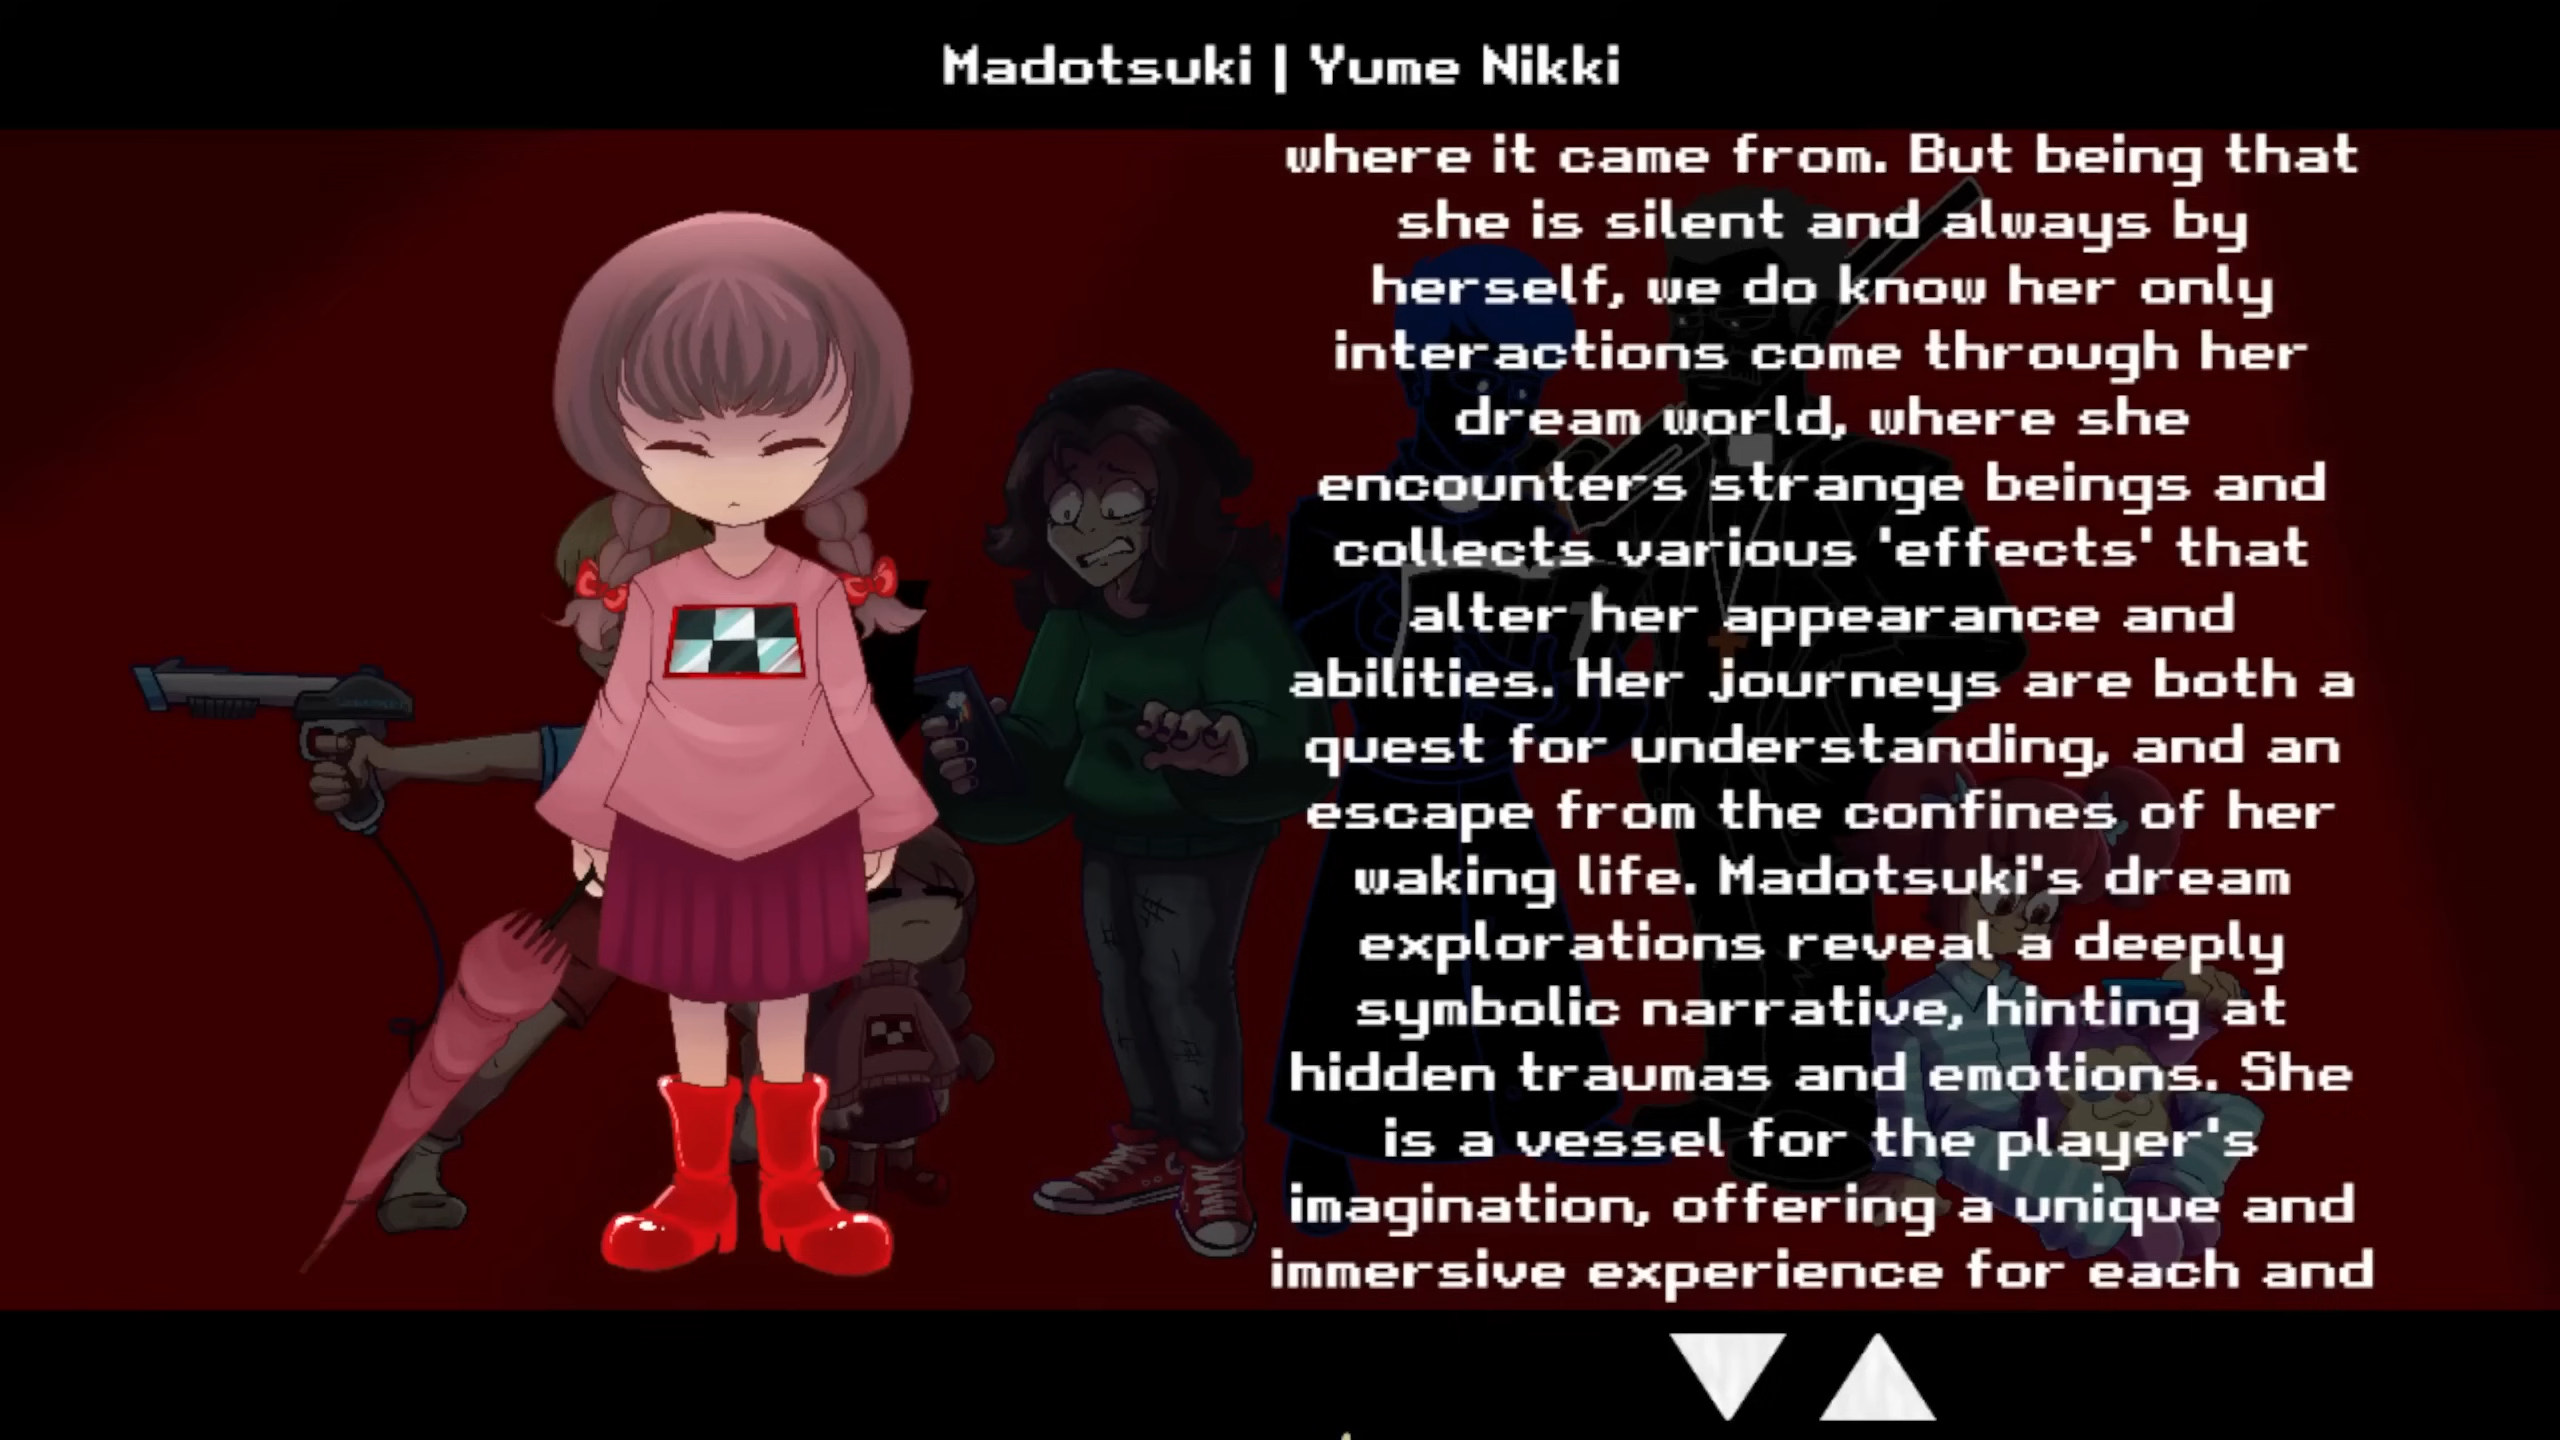 Madotsuki | Yume Nikki
where it came from. But being that
she is silent and always by
herself, we do know her only
interactions come through her
dream world, where she
encounters strange beings and
collects various 'effects' that
alter her appearance and
abilities. Her journeys are both a
quest for understanding, and an
escape from the confines of her
waking life. Madotsuki's dream
explorations reveal a deeply
symbolic narrative, hinting at
hidden traumas and emotions. She
is a vessel for the player's
imagination, offering a unique and
immersive experience for each and